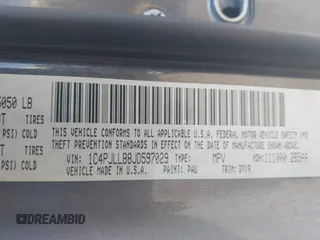 5050 LB
TIRES
PSI) COLD
TIRES
PSI) COLD
THIS VEHICLE CONFORMS TO ALL APPLICABLE U.S.A. FEDERAL MOTOR VEHICLE SAFETY AND
THEFT PREVENTION STANDARDS IN EFFECT ON THE DATE OF MANUFACTURE SHOWN ABOVE.
VIN: 1C4PJLLB8JD597029 TYPE: MPV MDH:
VEHICLE MADE IN U.S.A. PAINT: PAU TRIM:
AUTOBIDMASTER